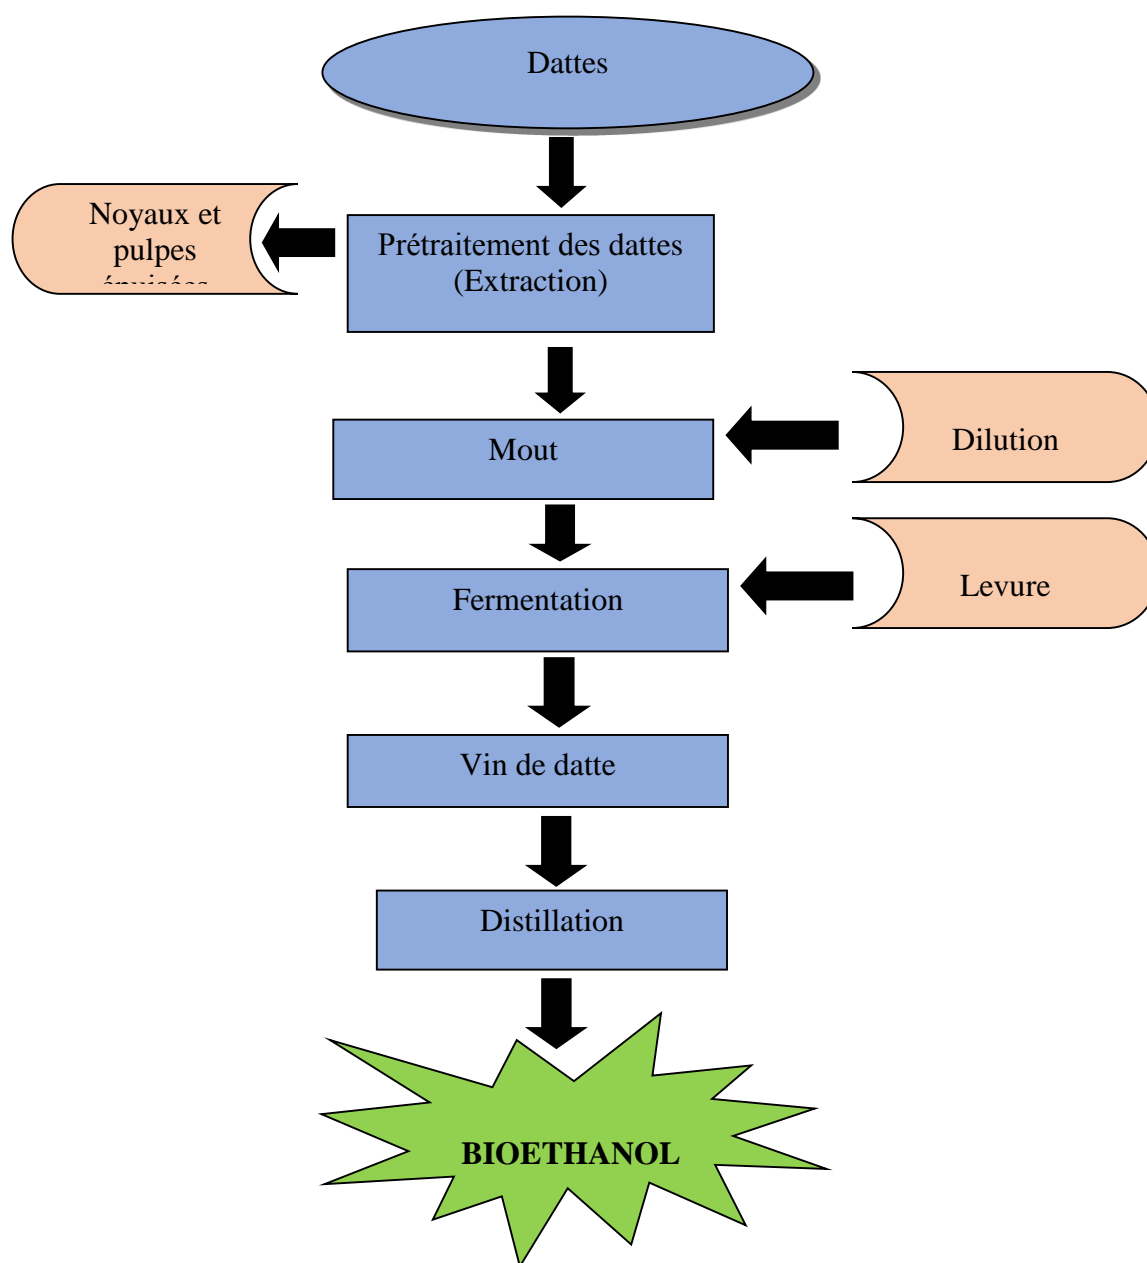 Dattes
Noyaux et
pulpes
Prétraitement des dattes
(Extraction)
Mout
Dilution
Fermentation
Levure
Vin de datte
Distillation
BIOETHANOL